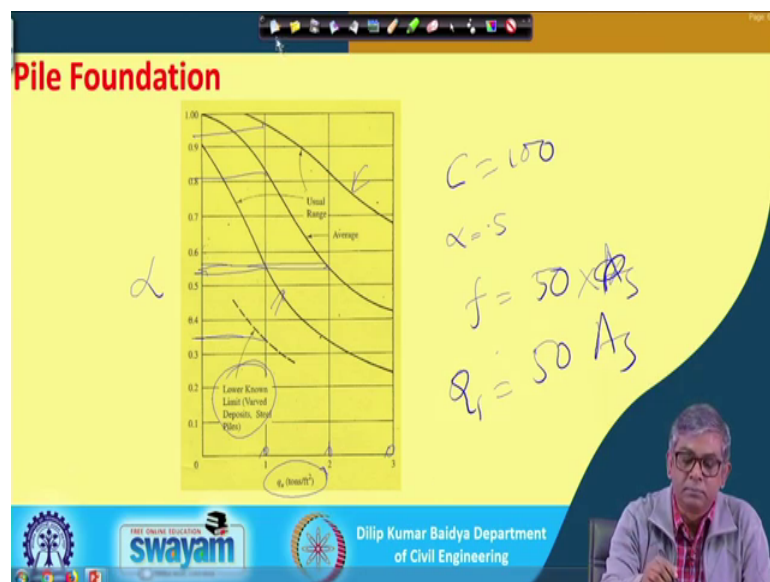 Page
Pile Foundation
1.00
0.9
0.8
0.7
0.6
0.5
0.4
0.3
0.2
0.1
0
1
2
3
Usual
Range
Average
Lower Known
Limit (Varved
Deposits, Steel
Piles)
(tons/ft²)
α
C = 100
α = .5
f = 50 × As
= 50 As
FREE ONLINE EDUCATION
swayam
Dilip Kumar Baidya Department
of Civil Engineering